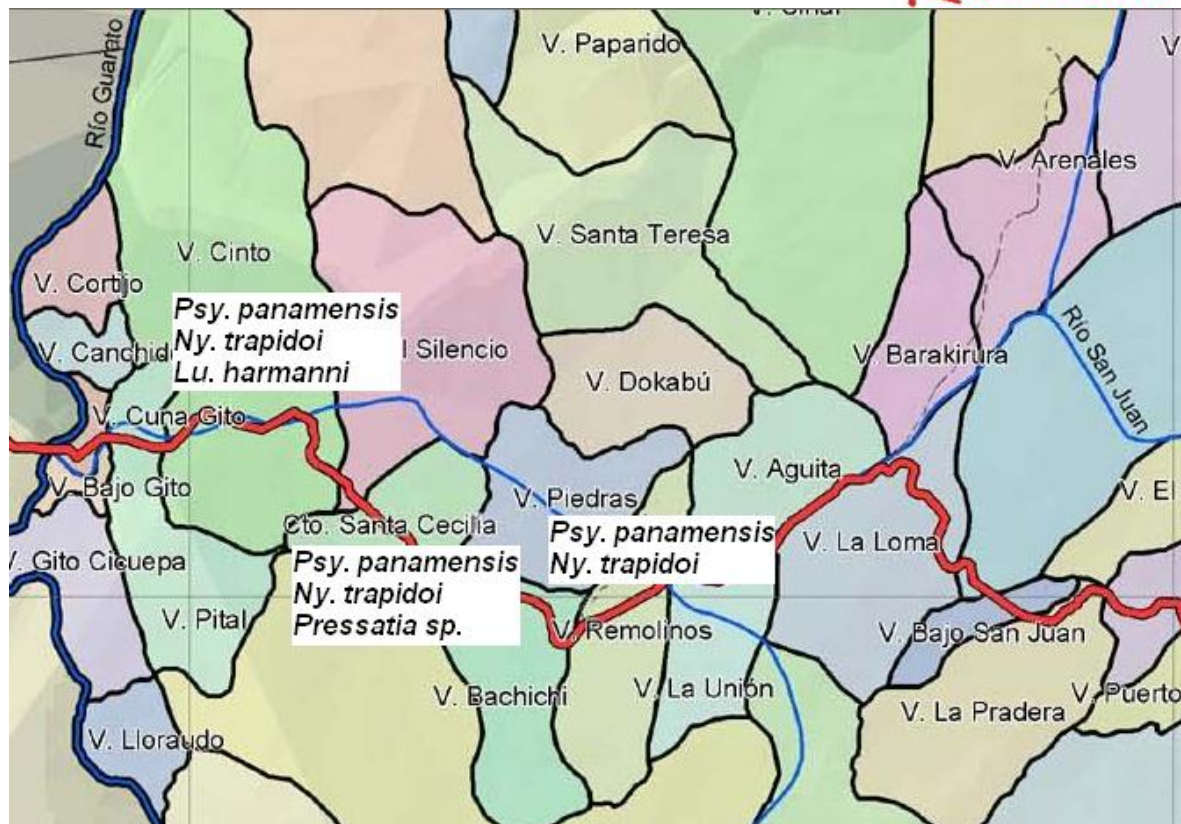 V. Paparido
Río Guarato
V. Arenales
V. Santa Teresa
V. Cinto
V. Cortijo
Psy. panamensis
Ny. trapidoi
Lu. harmanni
Río San Juan
V. Canchid
l Silencio
V. Barakirura
V. Dokabú
V. Cuna Gito
V. Aguita
V. Bajo Gito
V. Piedras
V. El
Cto. Santa Cecilia
Psy. panamensis
Ny. trapidoi
V. La Loma
V. Gito Cicuepa
Psy. panamensis
Ny. trapidoi
Pressatia sp.
V. Pital
V. Remolinos
V. Bajo San Juan
V. Bachichi
V. La Unión
V. Puerto
V. La Pradera
V. Lloraudo